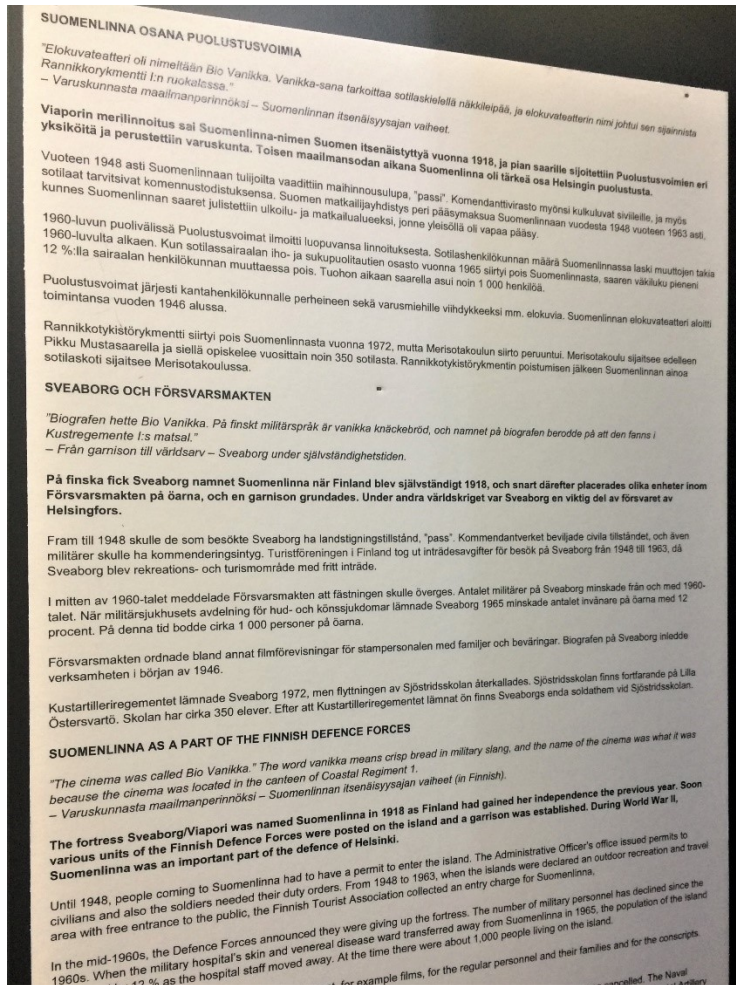 SUOMENLINNA OSANA PUOLUSTUSVOIMIA
"Elokuvateatteri oli nimeltään Bio Vanikka. Vanikka-sana tarkoittaa sotilaskielellä näkkileipää, ja elokuvateatterin nimi johtui sen sijainnista
Rannikkorykmentti I:n ruokalassa."
– Varuskunnasta maailmanperinnöksi – Suomenlinnan itsenäisyysajan vaiheet.
Viaporin merilinnoitus sai Suomenlinna-nimen Suomen itsenäistyttyä vuonna 1918, ja pian saarille sijoitettiin Puolustusvoimien eri
yksiköitä ja perustettiin varuskunta. Toisen maailmansodan aikana Suomenlinna oli tärkeä osa Helsingin puolustusta.
Vuoteen 1948 asti Suomenlinnaan tulijoilta vaadittiin maihinnousulupa, "passi". Komendanttivirasto myönsi kulkuluvat siviileille, ja myös
sotilaat tarvitsivat komennustodistuksensa. Suomen matkailijayhdistys peri pääsymaksua Suomenlinnaan vuodesta 1948 vuoteen 1963 asti,
kunnes Suomenlinnan saaret julistettiin ulkoilu- ja matkailualueeksi, jonne yleisöllä oli vapaa pääsy.
1960-luvun puolivälissä Puolustusvoimat ilmoitti luopuvansa linnoituksesta. Sotilashenkilökunnan määrä Suomenlinnassa laski muuttojen takia
1960-luvulta alkaen. Kun sotilassairaalan iho- ja sukupuolitautien osasto vuonna 1965 siirtyi pois Suomenlinnasta, saaren väkiluku pieneni
12 %:lla sairaalan henkilökunnan muuttaessa pois. Tuohon aikaan saarella asui noin 1 000 henkilöä.
Puolustusvoimat järjesti kantahenkilökunnalle perheineen sekä varusmiehille viihdykkeeksi mm. elokuvia. Suomenlinnan elokuvateatteri aloitti
toimintansa vuoden 1946 alussa.
Rannikkotykistörykmentti siirtyi pois Suomenlinnasta vuonna 1972, mutta Merisotakoulun siirto peruuntui. Merisotakoulu sijaitsee edelleen
Pikku Mustasaarella ja siellä opiskelee vuosittain noin 350 sotilasta. Rannikkotykistörykmentin poistumisen jälkeen Suomenlinnan ainoa
sotilaskoti sijaitsee Merisotakoulussa.
SVEABORG OCH FÖRSVARSMAKTEN
"Biografen hette Bio Vanikka. På finskt militärspråk är vanikka knäckebröd, och namnet på biografen berodde på att den fanns i
Kustregemente I:s matsal."
– Från garnison till världsarv – Sveaborg under självständighetstiden.
På finska fick Sveaborg namnet Suomenlinna när Finland blev självständigt 1918, och snart därefter placerades olika enheter inom
Försvarsmakten på öarna, och en garnison grundades. Under andra världskriget var Sveaborg en viktig del av försvaret av
Helsingfors.
Fram till 1948 skulle de som besökte Sveaborg ha landstigningstillstånd, "pass". Kommendantverket beviljade civila tillståndet, och även
militärer skulle ha kommenderingsintyg. Turistföreningen i Finland tog ut inträdesavgifter för besök på Sveaborg från 1948 till 1963, då
Sveaborg blev rekreations- och turismområde med fritt inträde.
I mitten av 1960-talet meddelade Försvarsmakten att fästningen skulle överges. Antalet militärer på Sveaborg minskade från och med 1960-
talet. När militärsjukhusets avdelning för hud- och könssjukdomar lämnade Sveaborg 1965 minskade antalet invånare på öarna med 12
procent. På denna tid bodde cirka 1 000 personer på öarna.
Försvarsmakten ordnade bland annat filmförevisningar för stampersonalen med familjer och beväringar. Biografen på Sveaborg inledde
verksamheten i början av 1946.
Kustartilleriregementet lämnade Sveaborg 1972, men flyttningen av Sjöstridsskolan återkallades. Sjöstridsskolan finns fortfarande på Lilla
Östersvartö. Skolan har cirka 350 elever. Efter att Kustartilleriregementet lämnat ön finns Sveaborgs enda soldathem vid Sjöstridsskolan.
SUOMENLINNA AS A PART OF THE FINNISH DEFENCE FORCES
"The cinema was called Bio Vanikka." The word vanikka means crisp bread in military slang, and the name of the cinema was what it was
because the cinema was located in the canteen of Coastal Regiment 1.
– Varuskunnasta maailmanperinnöksi – Suomenlinnan itsenäisyysajan vaiheet (in Finnish).
The fortress Sveaborg/Viapori was named Suomenlinna in 1918 as Finland had gained her independence the previous year. Soon
various units of the Finnish Defence Forces were posted on the island and a garrison was established. During World War II,
Suomenlinna was an important part of the defence of Helsinki.
Until 1948, people coming to Suomenlinna had to have a permit to enter the island. The Administrative Officer's office issued permits to
civilians and also the soldiers needed their duty orders. From 1948 to 1963, when the islands were declared an outdoor recreation and travel
area with free entrance to the public, the Finnish Tourist Association collected an entry charge for Suomenlinna.
In the mid-1960s, the Defence Forces announced they were giving up the fortress. The number of military personnel has declined since the
1960s. When the military hospital's skin and venereal disease ward transferred away from Suomenlinna in 1965, the population of the island
12 % as the hospital staff moved away. At the time there were about 1,000 people living on the island.
for example films, for the regular personnel and their families and for the conscripts.
cancelled. The Naval